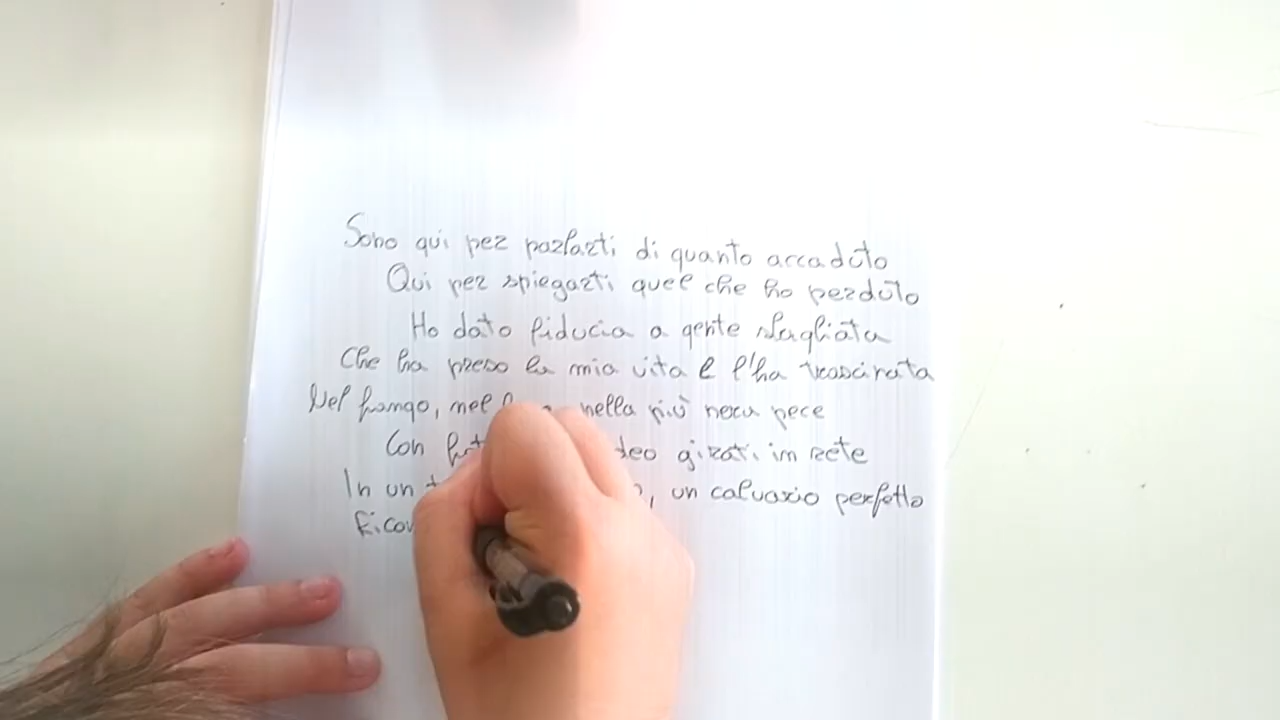 Sono qui per parlarti di quanto accaduto
Qui per spiegarti quel che ho perduto
Ho dato fiducia a gente sbagliata
Che ha preso la mia vita e l'ha trascinata
Nel fango, nel nella più nera pece
Con girati in rete
In un , un calvario perfetto